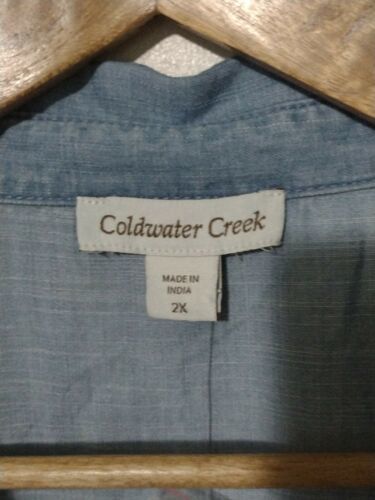 Coldwater Creek
MADE IN
INDIA
2X